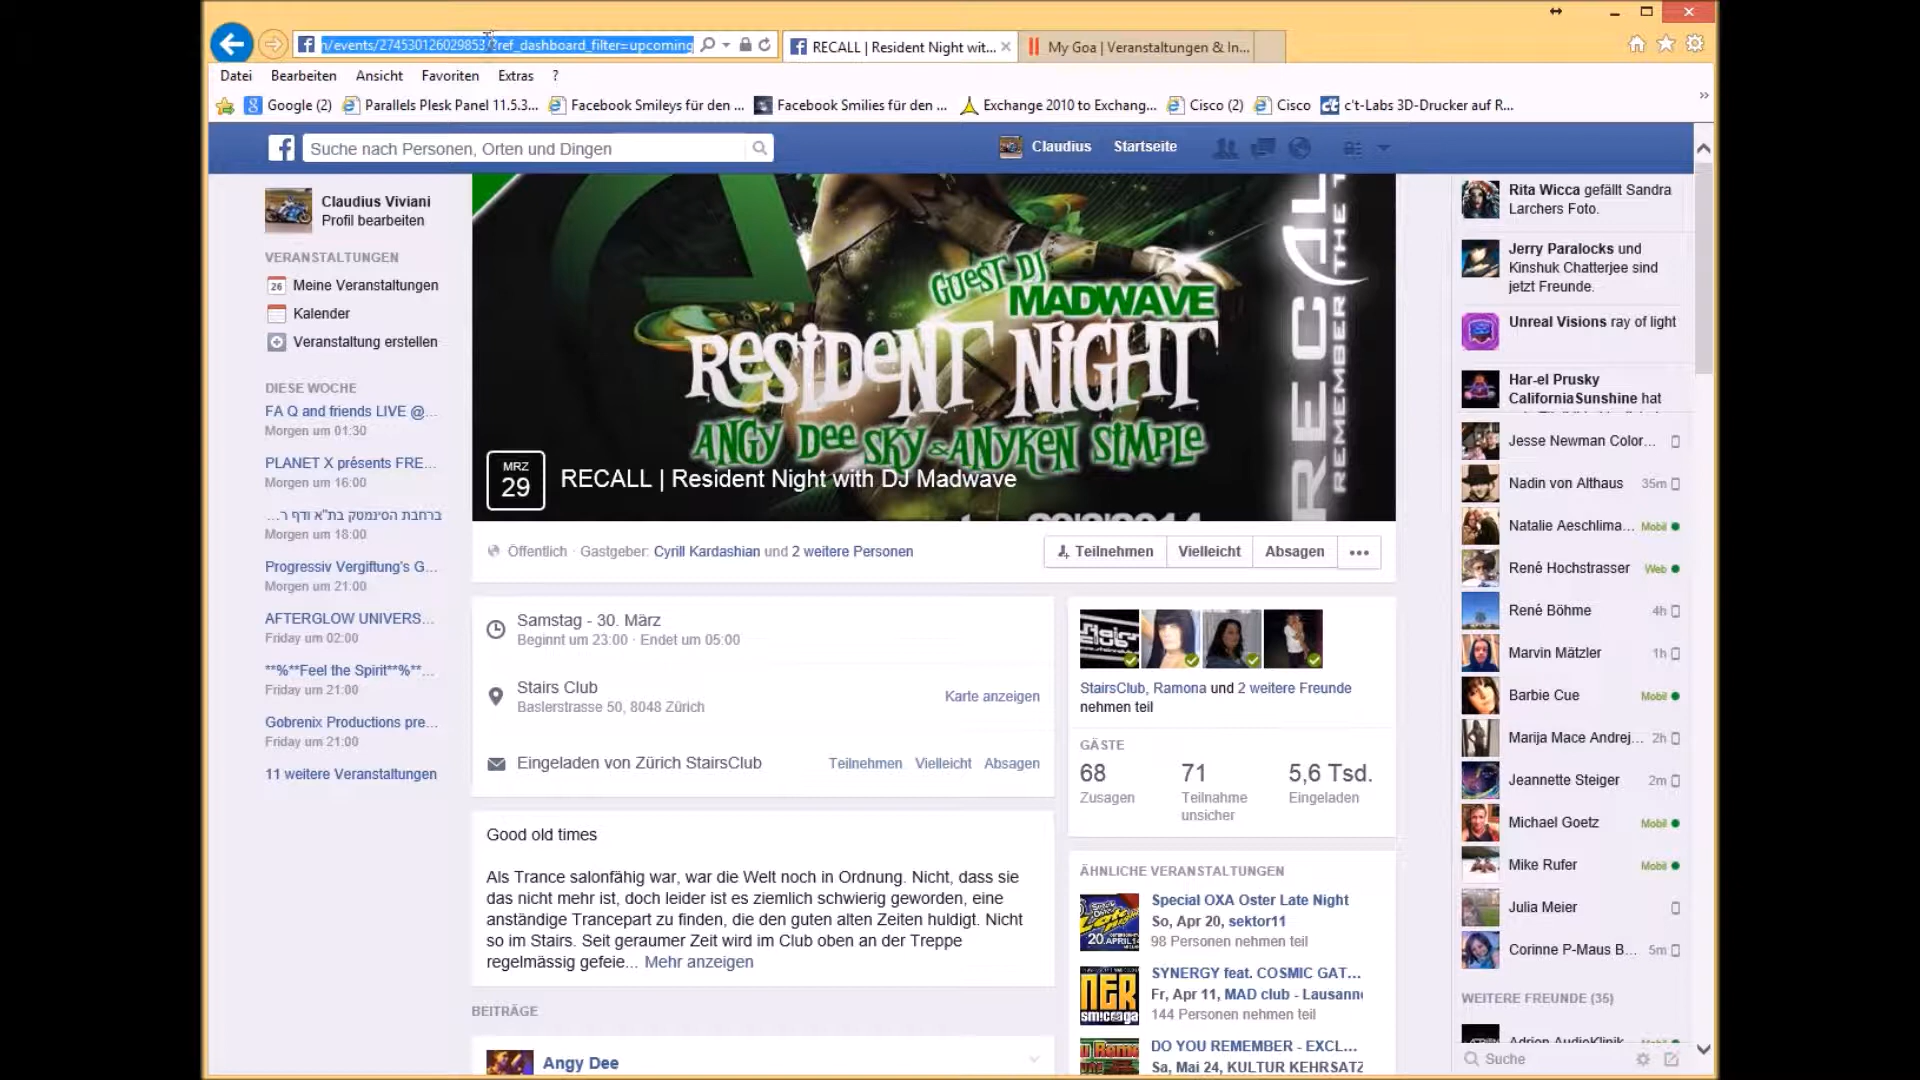 n/events/274530126029853/?ref_dashboard_filter=upcoming
RECALL | Resident Night wit...
My Goa | Veranstaltungen & In...
Datei Bearbeiten Ansicht Favoriten Extras ?
Google (2) Parallels Plesk Panel 11.5.3... Facebook Smileys für den ... Facebook Smilies für den ... Exchange 2010 to Exchang... Cisco (2) Cisco c't-Labs 3D-Drucker auf R...
Suche nach Personen, Orten und Dingen
Claudius Startseite
Claudius Viviani
Profil bearbeiten
VERANSTALTUNGEN
26 Meine Veranstaltungen
Kalender
Veranstaltung erstellen
DIESE WOCHE
FA Q and friends LIVE @...
Morgen um 01:30
PLANET X présents FRE...
Morgen um 16:00
ברחבת הסינמטק בת"א ודף ר...
Morgen um 18:00
Progressiv Vergiftung's G...
Morgen um 21:00
AFTERGLOW UNIVERS...
Friday um 02:00
**%**Feel the Spirit**%**...
Friday um 21:00
Gobrenix Productions pre...
Friday um 21:00
11 weitere Veranstaltungen
GUEST DJ
MADWAVE
RESIDENT NIGHT
ANGY DEE SKY & ANYKEN SIMPLE
RECAL
REMEMBER THE T
MRZ
29
RECALL | Resident Night with DJ Madwave
Öffentlich · Gastgeber: Cyrill Kardashian und 2 weitere Personen
Teilnehmen Vielleicht Absagen
Samstag - 30. März
Beginnt um 23:00 · Endet um 05:00
Stairs Club
Baslerstrasse 50, 8048 Zürich
Karte anzeigen
Eingeladen von Zürich StairsClub
Teilnehmen Vielleicht Absagen
Good old times
Als Trance salonfähig war, war die Welt noch in Ordnung. Nicht, dass sie
das nicht mehr ist, doch leider ist es ziemlich schwierig geworden, eine
anständige Trancepart zu finden, die den guten alten Zeiten huldigt. Nicht
so im Stairs. Seit geraumer Zeit wird im Club oben an der Treppe
regelmässig gefeie... Mehr anzeigen
BEITRÄGE
Angy Dee
StairsClub, Ramona und 2 weitere Freunde
nehmen teil
GÄSTE
68 71 5,6 Tsd.
Zusagen Teilnahme Eingeladen
unsicher
ÄHNLICHE VERANSTALTUNGEN
Special OXA Oster Late Night
So, Apr 20, sektor11
98 Personen nehmen teil
SYNERGY feat. COSMIC GAT...
Fr, Apr 11, MAD club - Lausanne
144 Personen nehmen teil
DO YOU REMEMBER - EXCL...
Sa, Mai 24, KULTUR KEHRSATZ
Rita Wicca gefällt Sandra
Larchers Foto.
Jerry Paralocks und
Kinshuk Chatterjee sind
jetzt Freunde.
Unreal Visions ray of light
Har-el Prusky
CaliforniaSunshine hat
Jesse Newman Color...
Nadin von Althaus 35m
Natalie Aeschlima... Mobil
René Hochstrasser Web
René Böhme 4h
Marvin Mätzler 1h
Barbie Cue Mobil
Marija Mace Andrej... 2h
Jeannette Steiger 2m
Michael Goetz Mobil
Mike Rufer Mobil
Julia Meier
Corinne P-Maus B... 5m
WEITERE FREUNDE (35)
Adrien AudioKlinik
Suche